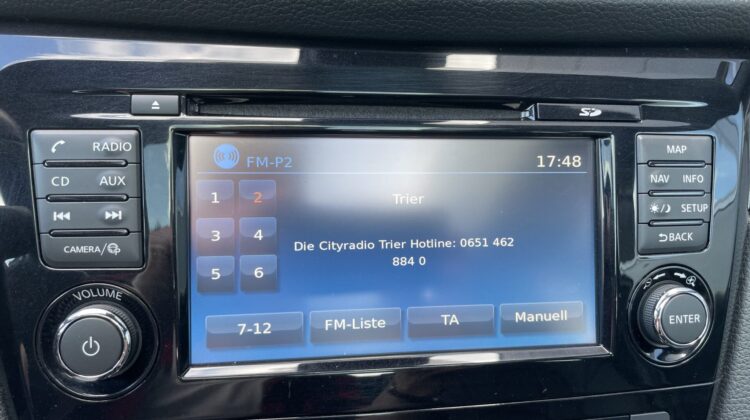 SD
RADIO
CD AUX
CAMERA/
VOLUME
FM-P2 17:48
1 2
3 4
5 6
Trier
Die Cityradio Trier Hotline: 0651 462
884 0
7-12 FM-Liste TA Manuell
MAP
NAV INFO
SETUP
BACK
ENTER